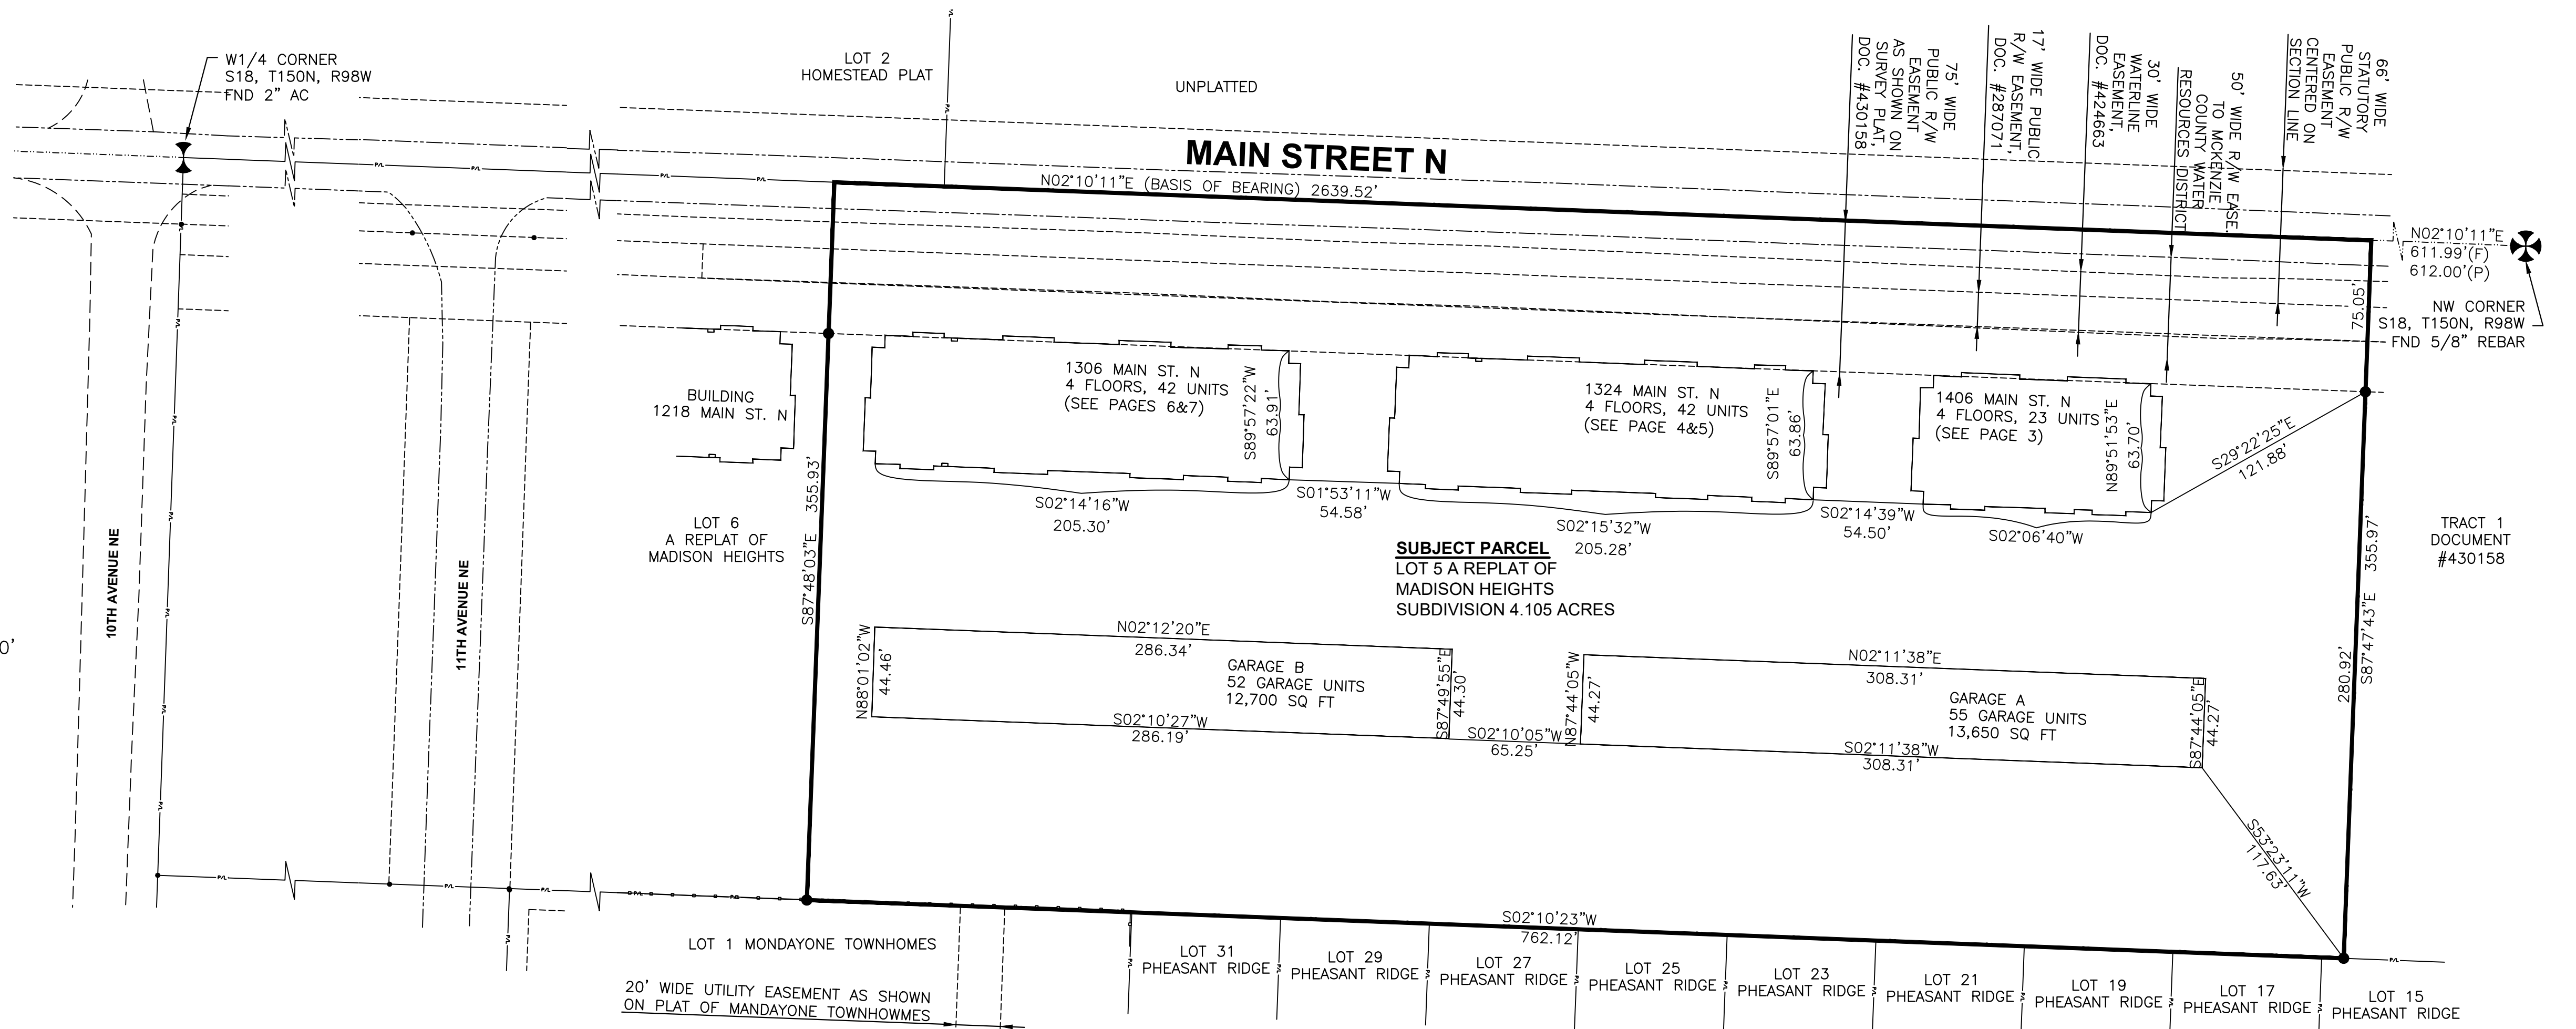 W1/4 CORNER
S18, T150N, R98W
FND 2" AC
LOT 2
HOMESTEAD PLAT
UNPLATTED
75' WIDE
PUBLIC R/W
EASEMENT
AS SHOWN ON
SURVEY PLAT,
DOC. #430158
17' WIDE PUBLIC
R/W EASEMENT,
DOC. #287071
30' WIDE
WATERLINE
EASEMENT,
DOC. #424663
50' WIDE R/W EASE.
TO MCKENZIE
COUNTY WATER
RESOURCES DISTRICT
66' WIDE
STATUTORY
PUBLIC R/W
EASEMENT
CENTERED ON
SECTION LINE
MAIN STREET N
N02°10'11"E (BASIS OF BEARING) 2639.52'
N02°10'11"E
611.99'(F)
612.00'(P)
NW CORNER
S18, T150N, R98W
FND 5/8" REBAR
75.05'
BUILDING
1218 MAIN ST. N
1306 MAIN ST. N
4 FLOORS, 42 UNITS
(SEE PAGES 6&7)
S89°57'22"W
63.91'
1324 MAIN ST. N
4 FLOORS, 42 UNITS
(SEE PAGE 4&5)
S89°57'01"E
63.86'
1406 MAIN ST. N
4 FLOORS, 23 UNITS
(SEE PAGE 3)
N89°51'53"E
63.70'
S29°22'25"E
121.88'
S02°14'16"W
205.30'
S01°53'11"W
54.58'
S02°15'32"W
205.28'
S02°14'39"W
54.50'
S02°06'40"W
S87°48'03"E 355.93'
LOT 6
A REPLAT OF
MADISON HEIGHTS
10TH AVENUE NE
11TH AVENUE NE
0'
SUBJECT PARCEL
LOT 5 A REPLAT OF
MADISON HEIGHTS
SUBDIVISION 4.105 ACRES
TRACT 1
DOCUMENT
#430158
280.92'
S87°47'43"E 355.97'
N88°01'02"W
44.46'
N02°12'20"E
286.34'
GARAGE B
52 GARAGE UNITS
12,700 SQ FT
S87°49'55"E
44.30'
S02°10'27"W
286.19'
S02°10'05"W
65.25'
N87°44'05"W
44.27'
N02°11'38"E
308.31'
GARAGE A
55 GARAGE UNITS
13,650 SQ FT
S87°44'05"E
44.27'
S02°11'38"W
308.31'
S53°23'11"W
117.63'
S02°10'23"W
762.12'
LOT 1 MONDAYONE TOWNHOMES
20' WIDE UTILITY EASEMENT AS SHOWN
ON PLAT OF MANDAYONE TOWNHOWMES
LOT 31
PHEASANT RIDGE
LOT 29
PHEASANT RIDGE
LOT 27
PHEASANT RIDGE
LOT 25
PHEASANT RIDGE
LOT 23
PHEASANT RIDGE
LOT 21
PHEASANT RIDGE
LOT 19
PHEASANT RIDGE
LOT 17
PHEASANT RIDGE
LOT 15
PHEASANT RIDGE